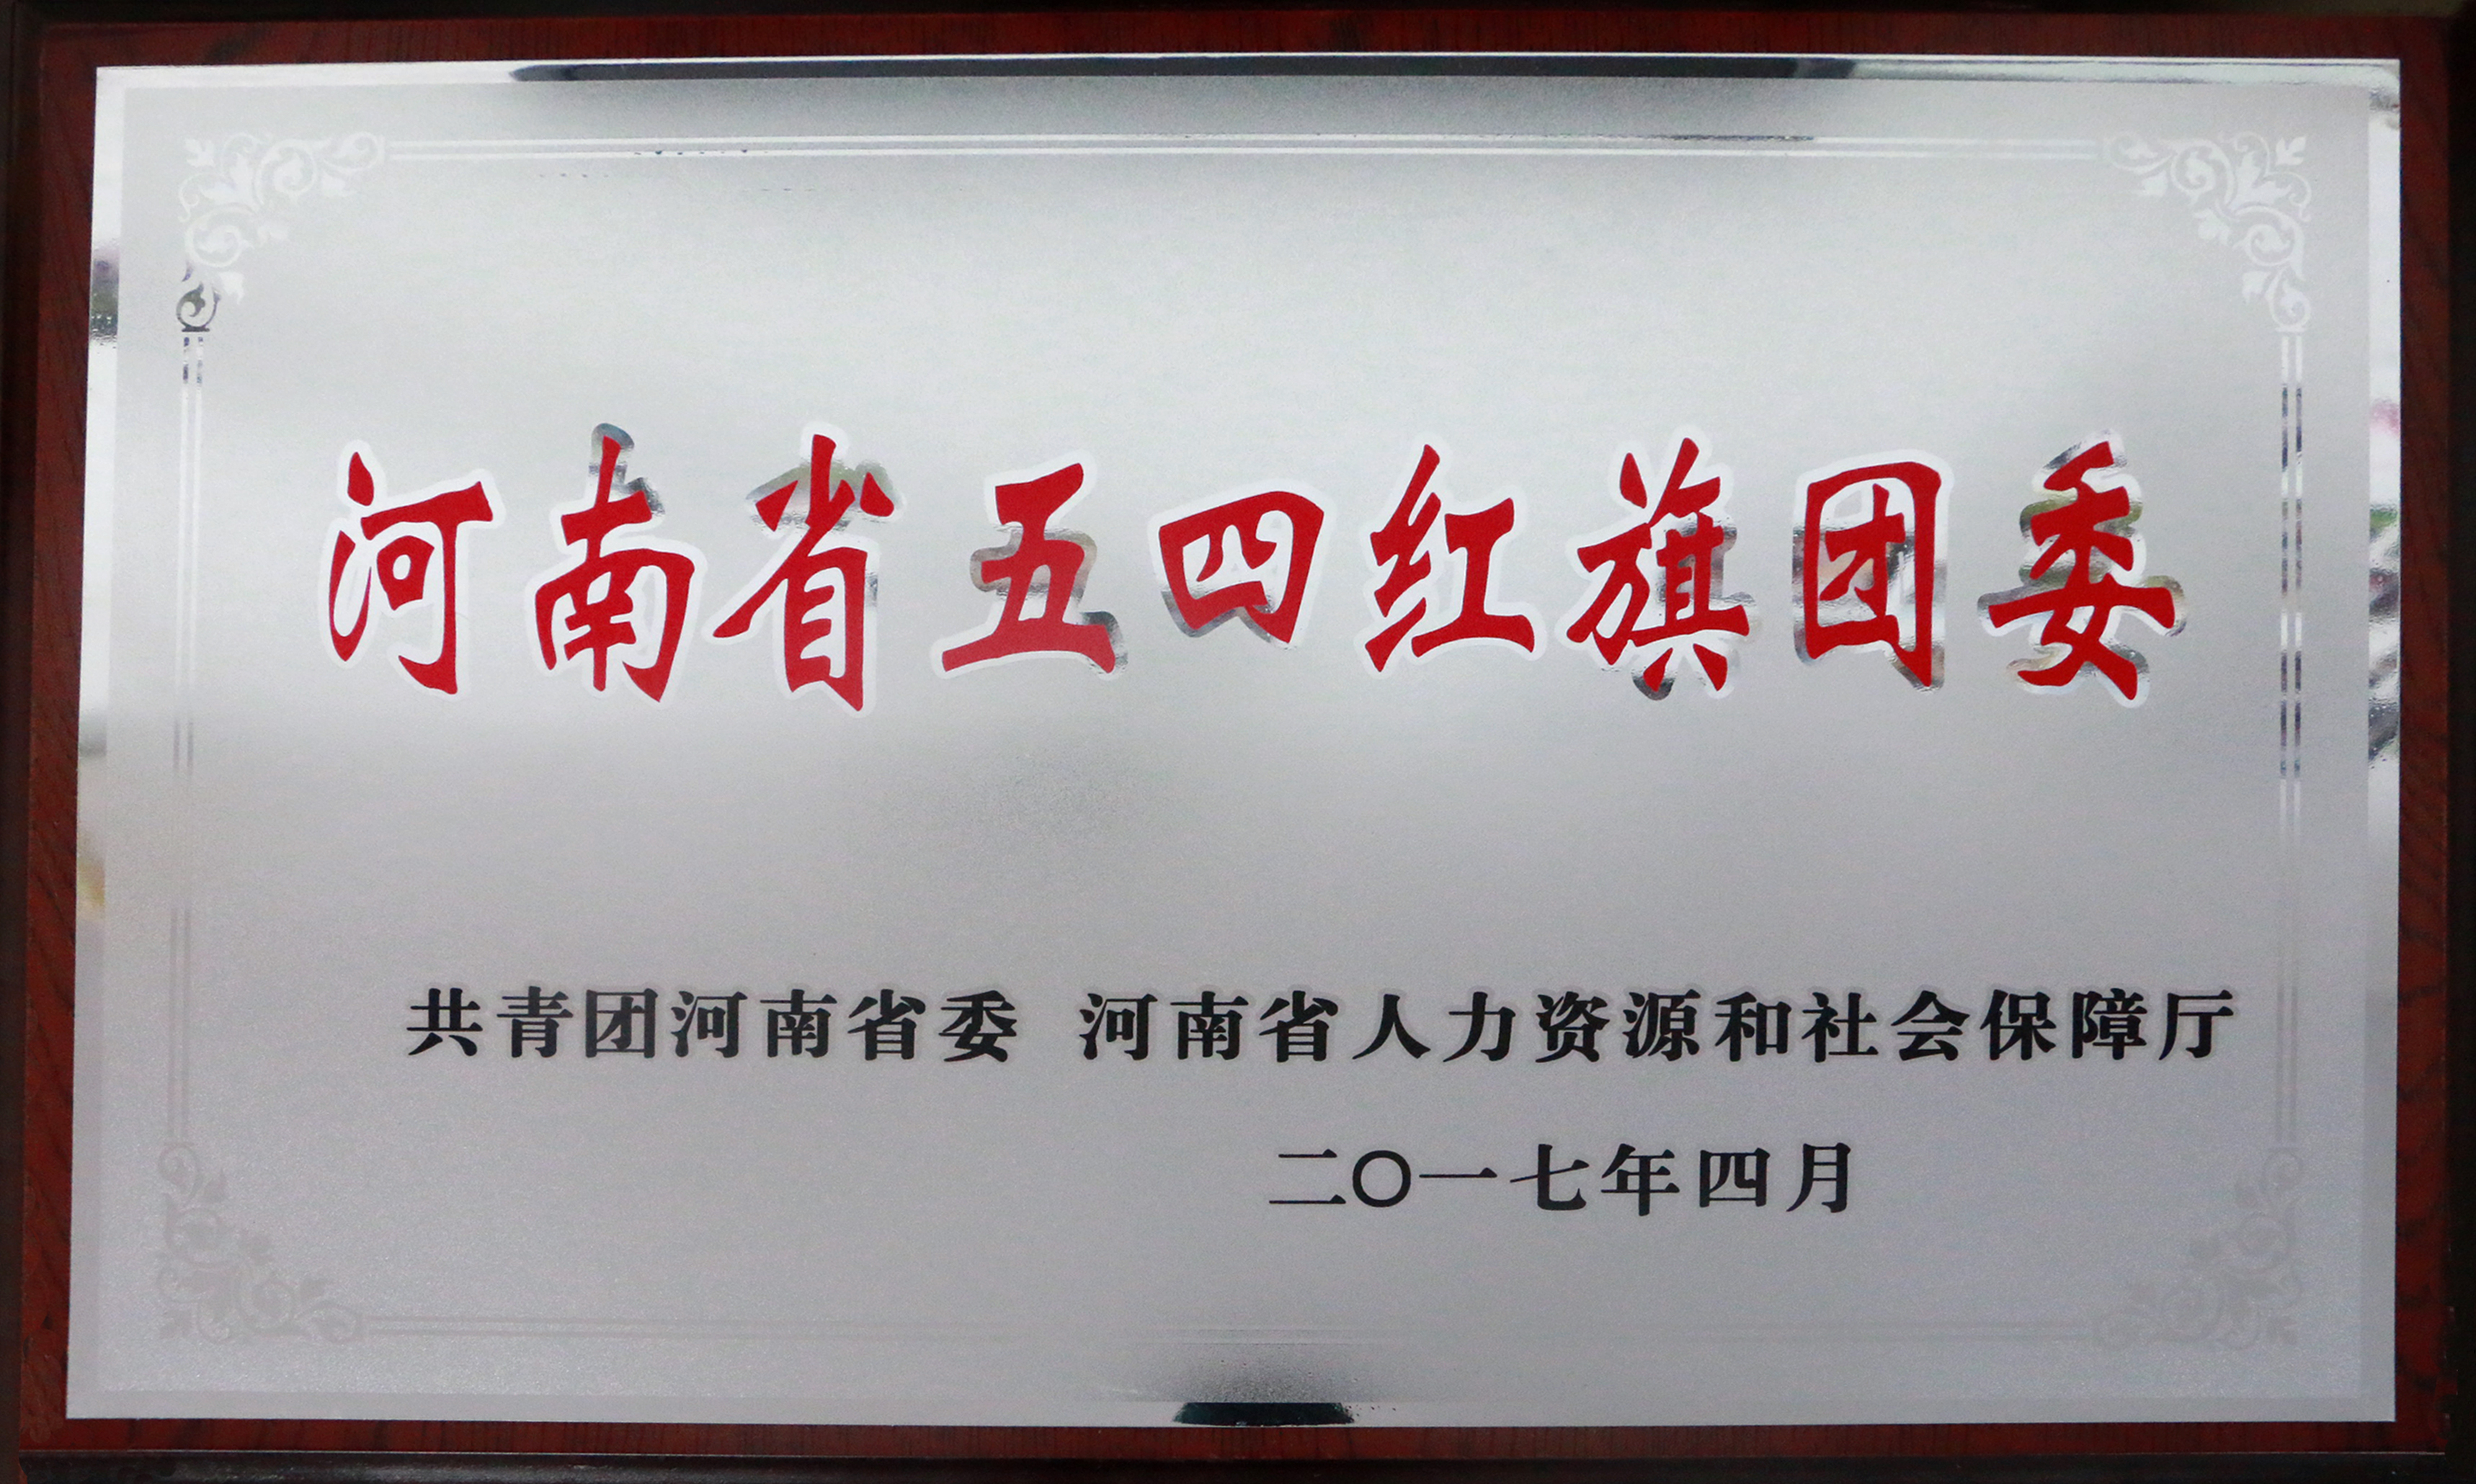 河南省五四红旗团委
共青团河南省委 河南省人力资源和社会保障厅
二〇一七年四月